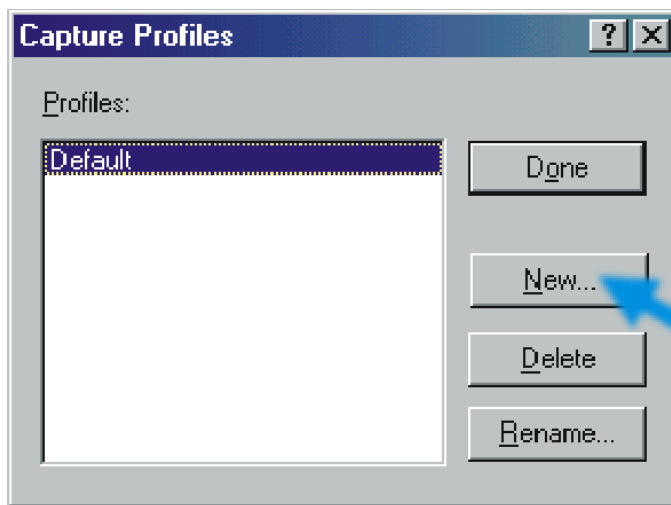 Capture Profiles
Profiles:
Default
Done
New...
Delete
Rename...